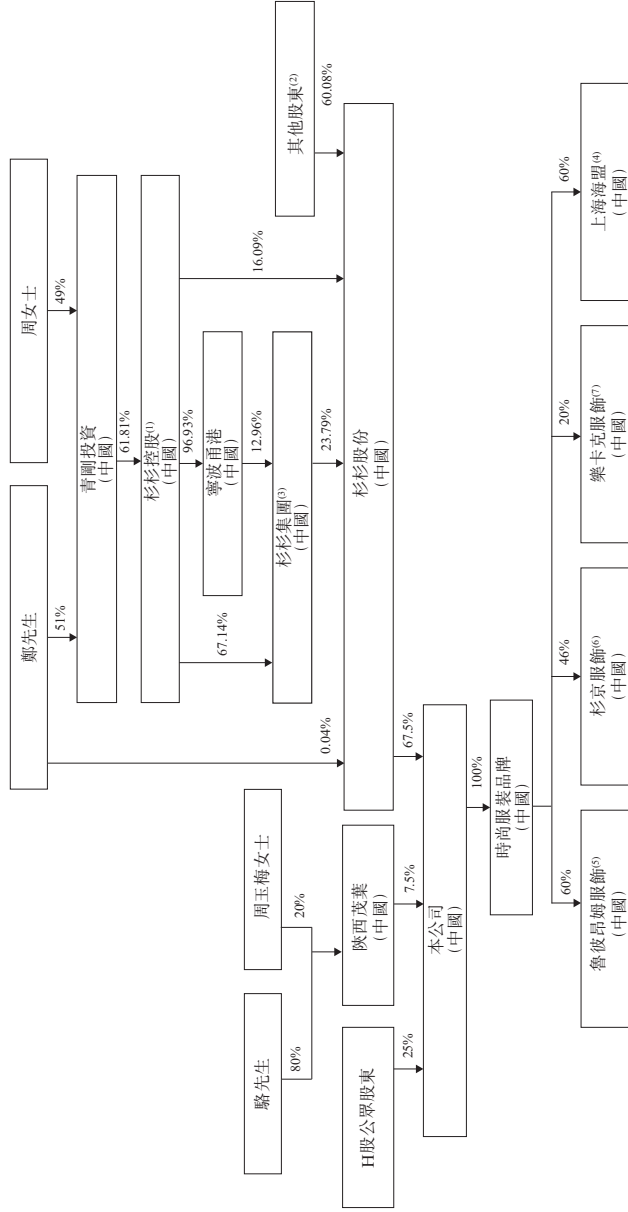 鄭先生
周女士
51%
49%
青剛投資
(中國)
61.81%
杉杉控股(1)
(中國)
96.93%
寧波甬港
(中國)
67.14%
12.96%
16.09%
杉杉集團(3)
(中國)
其他股東(2)
駱先生
周玉梅女士
80%
20%
0.04%
23.79%
60.08%
H股公眾股東
陝西茂葉
(中國)
杉杉股份
25%
7.5%
67.5%
本公司
(中國)
100%
時尚服裝品牌
(中國)
60%
46%
20%
60%
魯彼昂姆服飾(5)
(中國)
杉京服飾(6)
(中國)
樂卡克服飾(7)
(中國)
上海海盟(4)
(中國)